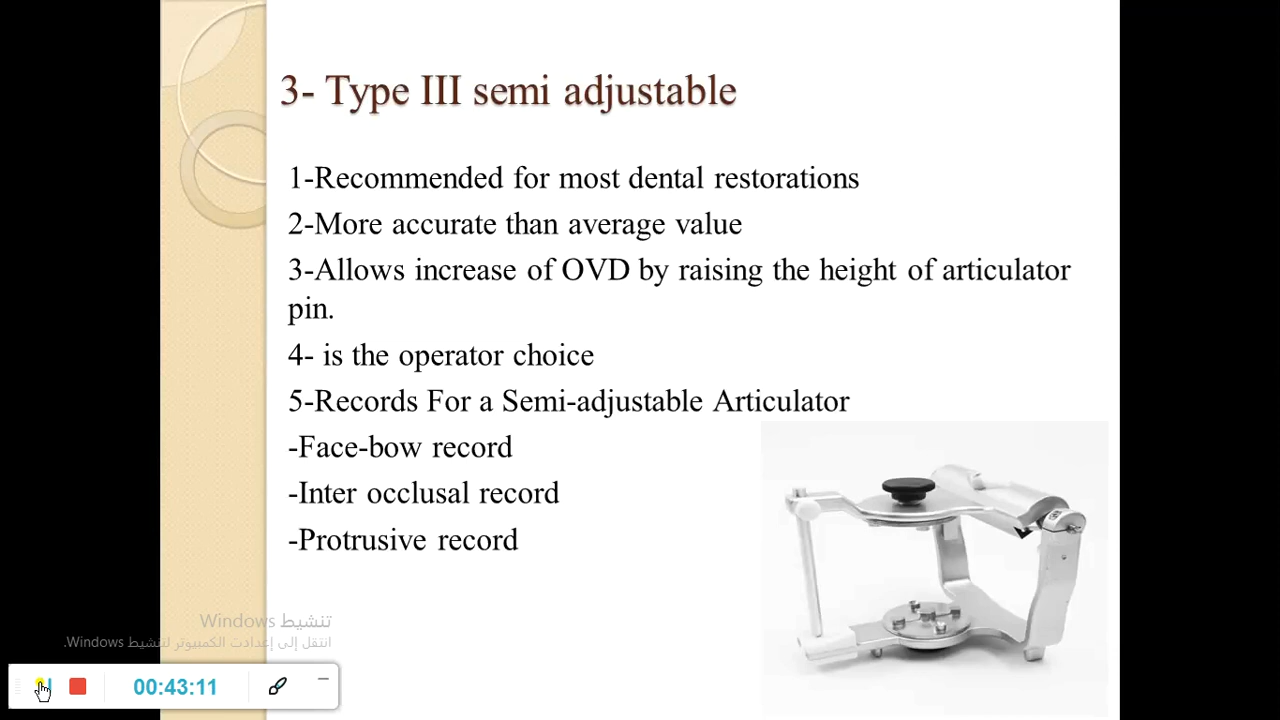 3- Type III semi adjustable
1-Recommended for most dental restorations
2-More accurate than average value
3-Allows increase of OVD by raising the height of articulator
pin.
4- is the operator choice
5-Records For a Semi-adjustable Articulator
-Face-bow record
-Inter occlusal record
-Protrusive record
تنشيط Windows
انتقل إلى إعدادات الكمبيوتر لتنشيط Windows.
00:43:11